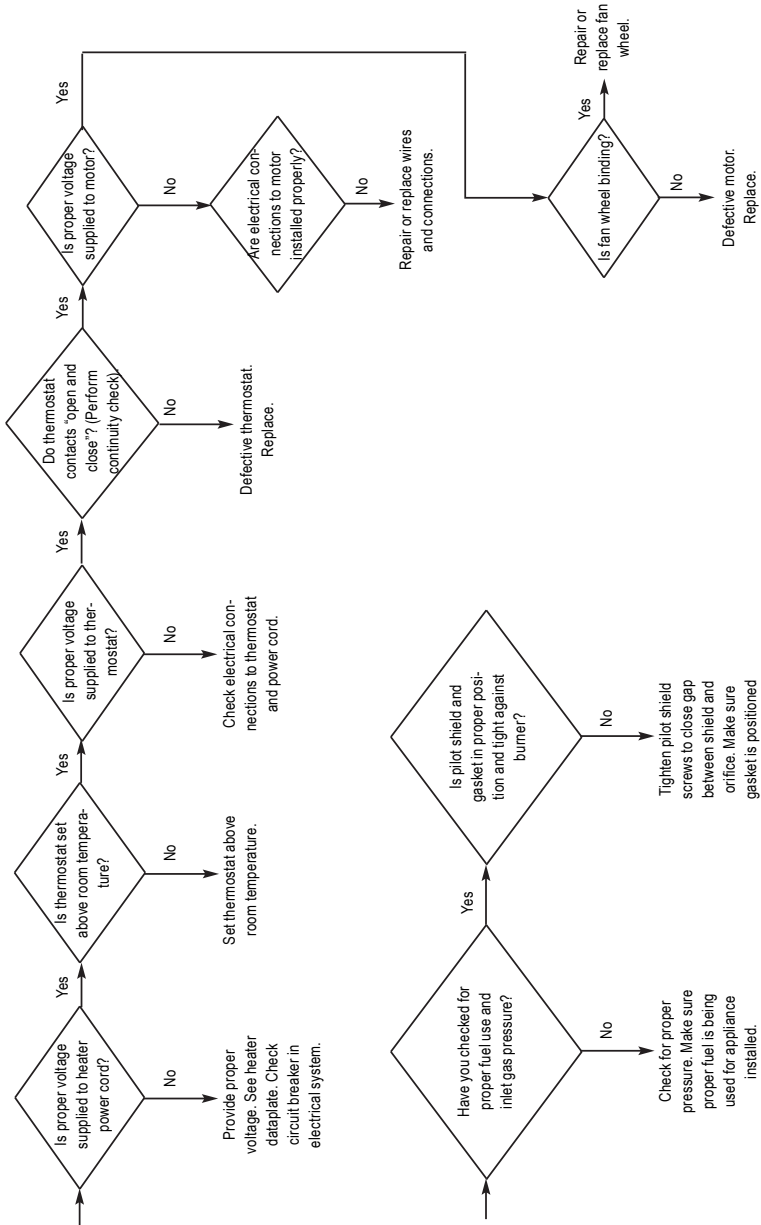 Is proper voltage
supplied to heater
power cord?
Yes
No
Provide proper
voltage. See heater
dataplate. Check
circuit breaker in
electrical system.
Is thermostat set
above room tempera-
ture?
Yes
No
Set thermostat above
room temperature.
Is proper voltage
supplied to ther-
mostat?
Yes
No
Check electrical con-
nections to thermostat
and power cord.
Do thermostat
contacts “open and
close”? (Perform
continuity check).
Yes
No
Defective thermostat.
Replace.
Is proper voltage
supplied to motor?
Yes
No
Are electrical con-
nections to motor
installed properly?
No
Repair or replace wires
and connections.
Is fan wheel binding?
Yes
Repair or
replace fan
wheel.
No
Defective motor.
Replace.
Have you checked for
proper fuel use and
inlet gas pressure?
Yes
No
Check for proper
pressure. Make sure
proper fuel is being
used for appliance
installed.
Is pilot shield and
gasket in proper posi-
tion and tight against
burner?
No
Tighten pilot shield
screws to close gap
between shield and
orifice. Make sure
gasket is positioned